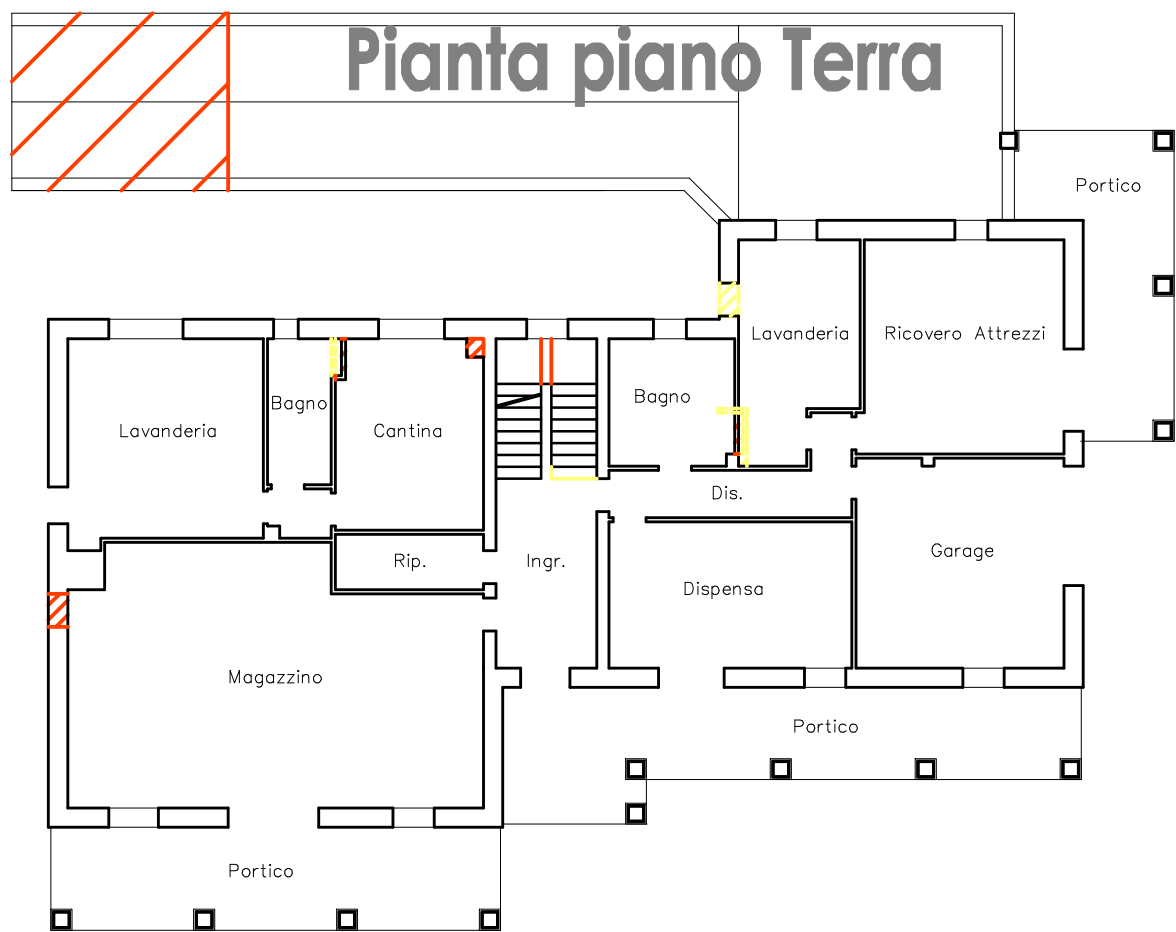 Pianta piano Terra
Portico
Lavanderia
Ricovero Attrezzi
Bagno
Bagno
Lavanderia
Cantina
Dis.
Rip.
Ingr.
Garage
Dispensa
Magazzino
Portico
Portico